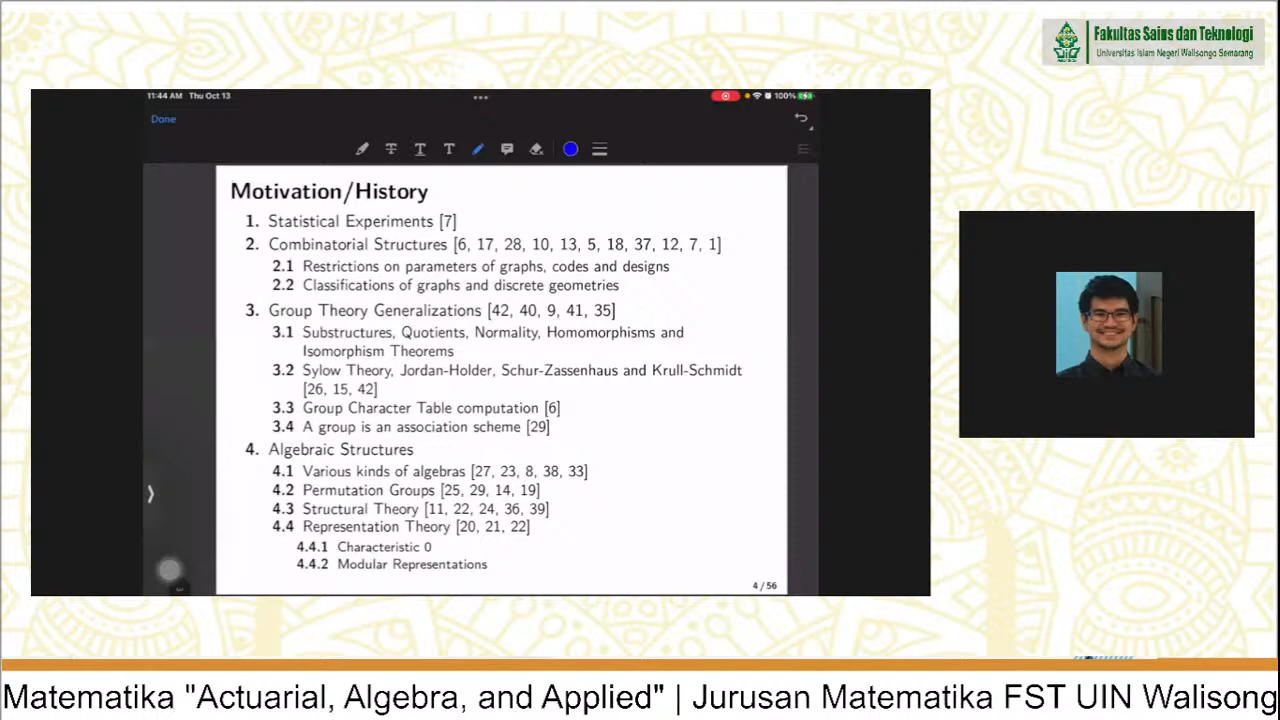 Fakultas Sains dan Teknologi
Universitas Islam Negeri Walisongo Semarang
11:44 AM Thu Oct 13
100%
Done
Motivation/History
1. Statistical Experiments [7]
2. Combinatorial Structures [6, 17, 28, 10, 13, 5, 18, 37, 12, 7, 1]
2.1 Restrictions on parameters of graphs, codes and designs
2.2 Classifications of graphs and discrete geometries
3. Group Theory Generalizations [42, 40, 9, 41, 35]
3.1 Substructures, Quotients, Normality, Homomorphisms and
Isomorphism Theorems
3.2 Sylow Theory, Jordan-Holder, Schur-Zassenhaus and Krull-Schmidt
[26, 15, 42]
3.3 Group Character Table computation [6]
3.4 A group is an association scheme [29]
4. Algebraic Structures
4.1 Various kinds of algebras [27, 23, 8, 38, 33]
4.2 Permutation Groups [25, 29, 14, 19]
4.3 Structural Theory [11, 22, 24, 36, 39]
4.4 Representation Theory [20, 21, 22]
4.4.1 Characteristic 0
4.4.2 Modular Representations
4 / 56
Matematika "Actuarial, Algebra, and Applied" | Jurusan Matematika FST UIN Walisong